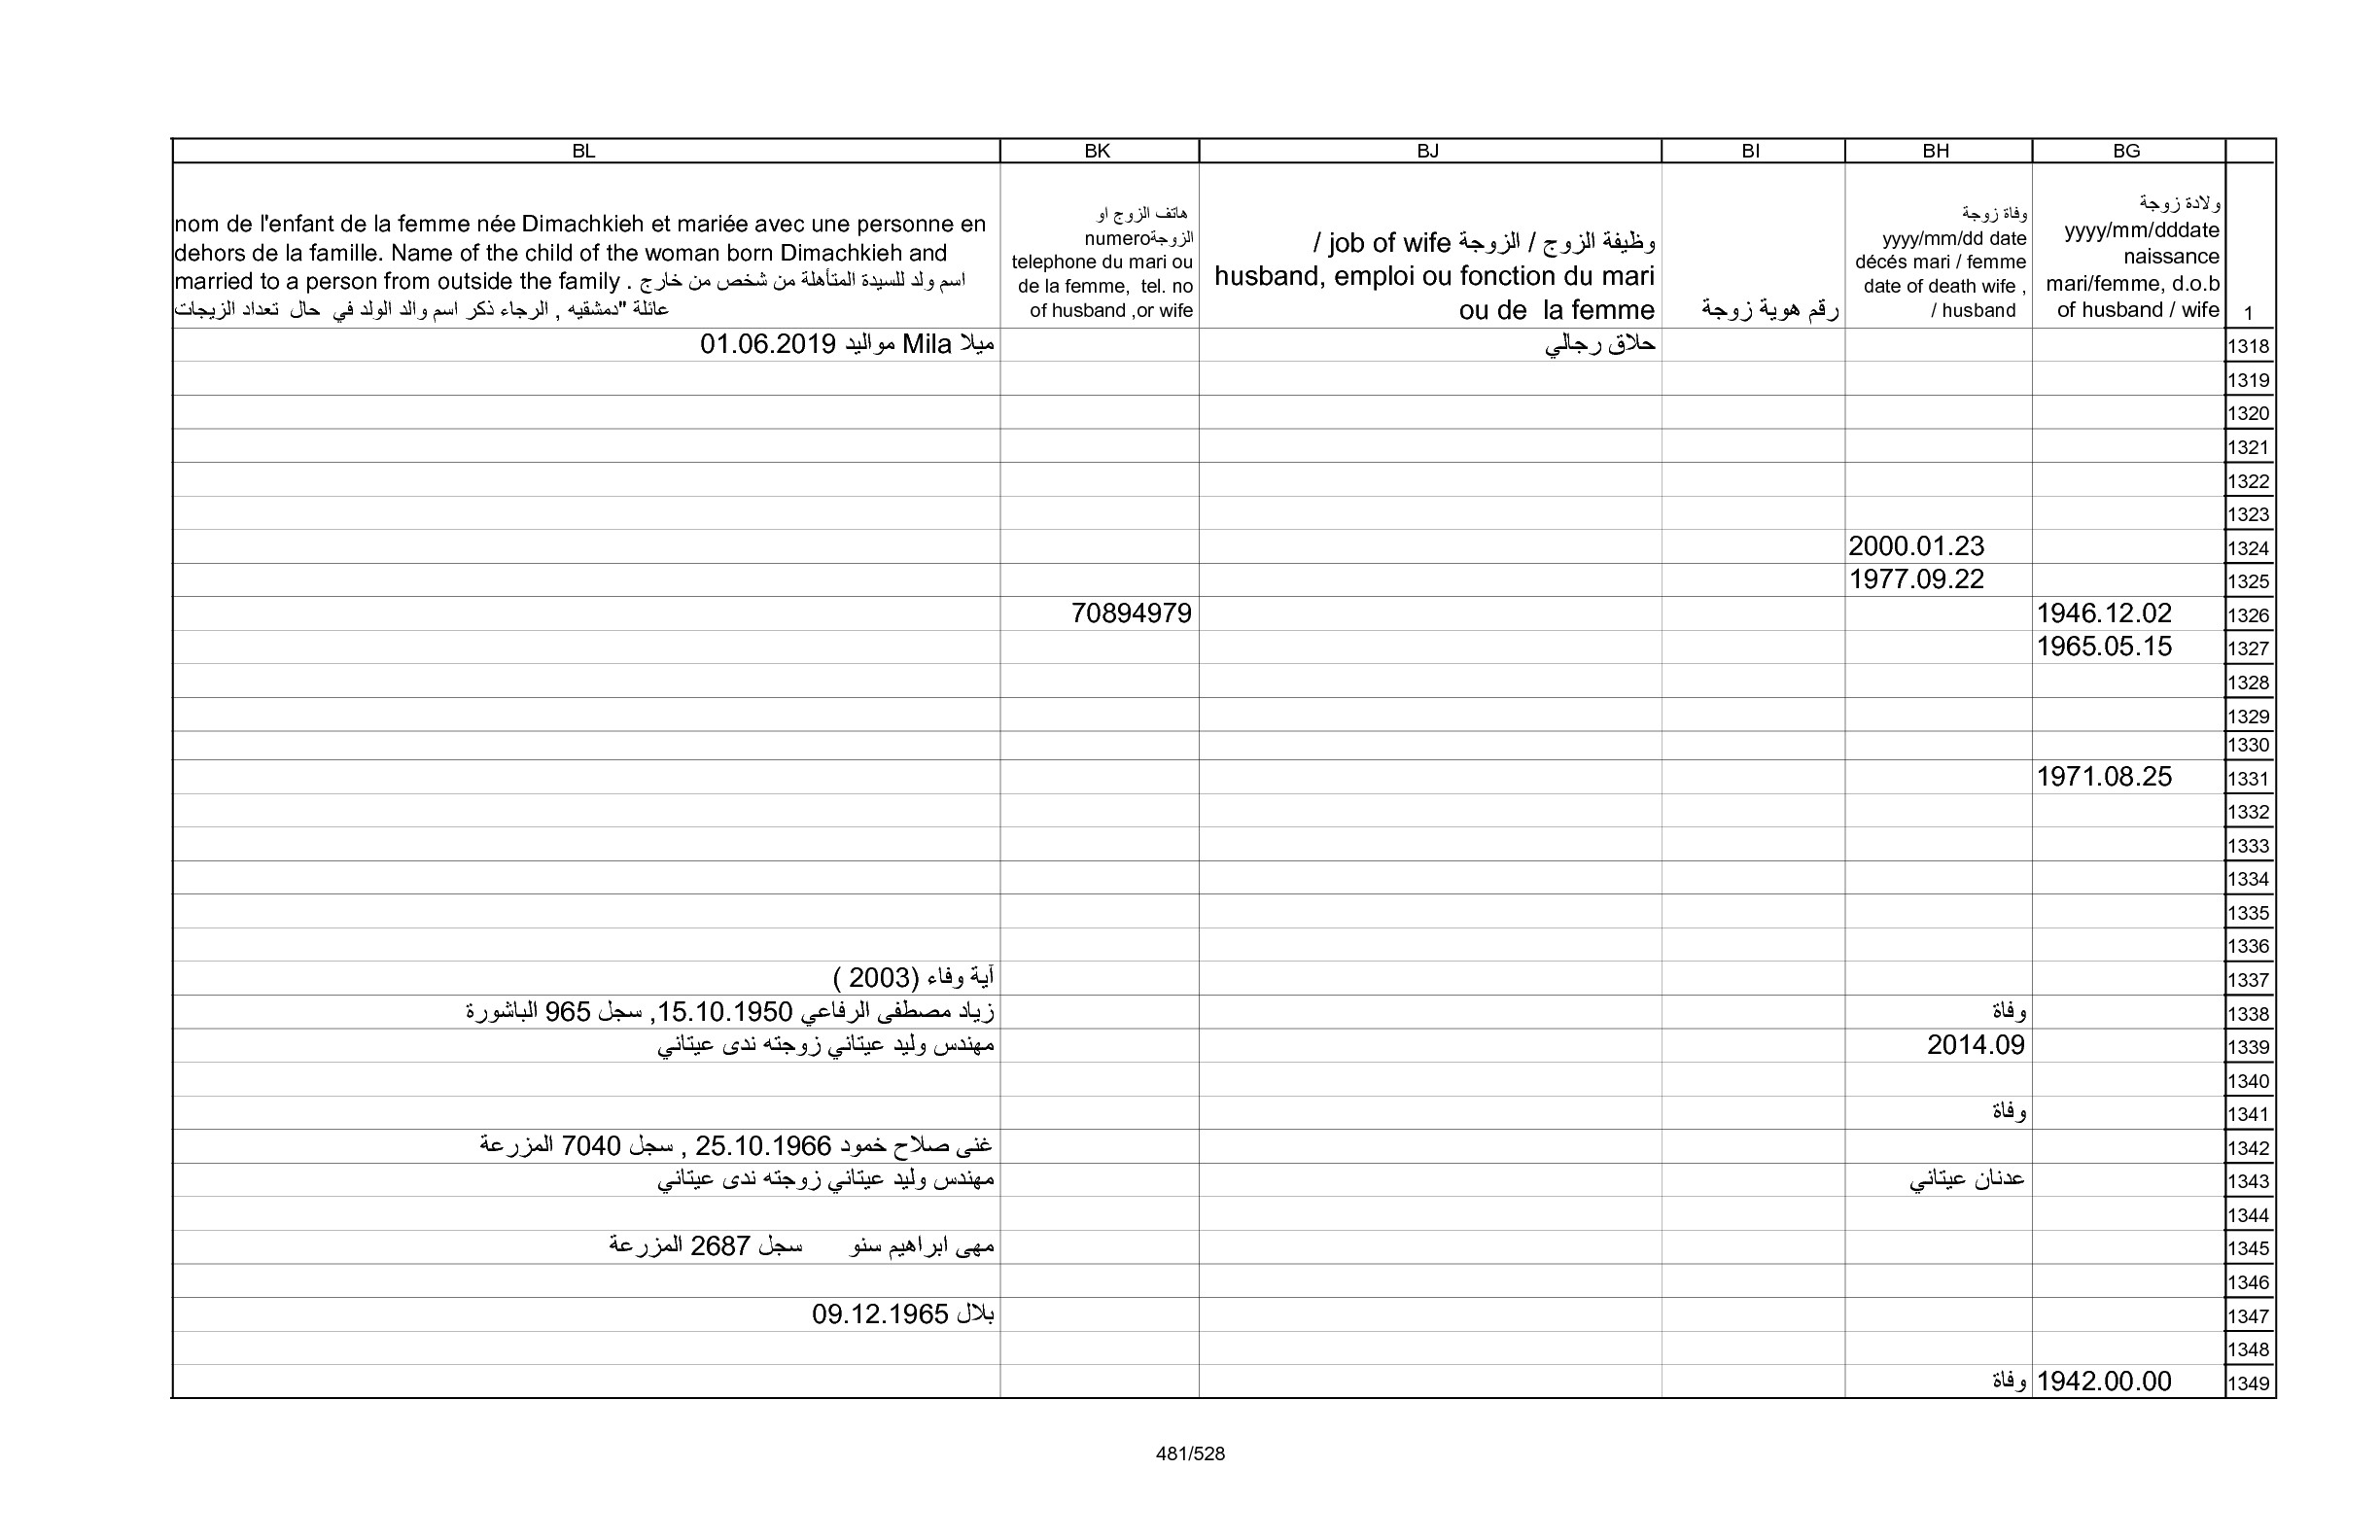 BL BK BJ BI BH BG
nom de l'enfant de la femme née Dimachkieh et mariée avec une personne en
dehors de la famille. Name of the child of the woman born Dimachkieh and
married to a person from outside the family . اسم ولد للسيدة المتأهلة من شخص من خارج
عائلة "دمشقيه , الرجاء ذكر اسم والد الولد في حال تعداد الزيجات
هاتف الزوج او
الزوجةnumero
telephone du mari ou
de la femme, tel. no
of husband ,or wife
وظيفة الزوج / الزوجة job of wife /
husband, emploi ou fonction du mari
ou de la femme
رقم هوية زوجة
وفاة زوجة
yyyy/mm/dd date
décés mari / femme
date of death wife ,
/ husband
ولادة زوجة
yyyy/mm/dddate
naissance
mari/femme, d.o.b
of husband / wife
1
ميلا Mila مواليد 01.06.2019 حلاق رجالي 1318
1319
1320
1321
1322
1323
2000.01.23 1324
1977.09.22 1325
70894979 1946.12.02 1326
1965.05.15 1327
1328
1329
1330
1971.08.25 1331
1332
1333
1334
1335
1336
آية وفاء (2003 ) 1337
زياد مصطفى الرفاعي 15.10.1950, سجل 965 الباشورة وفاة 1338
مهندس وليد عيتاني زوجته ندى عيتاني 2014.09 1339
1340
وفاة 1341
غنى صلاح خمود 25.10.1966 , سجل 7040 المزرعة 1342
مهندس وليد عيتاني زوجته ندى عيتاني عدنان عيتاني 1343
1344
مهى ابراهيم سنو سجل 2687 المزرعة 1345
1346
بلال 09.12.1965 1347
1348
وفاة 1942.00.00 1349
481/528